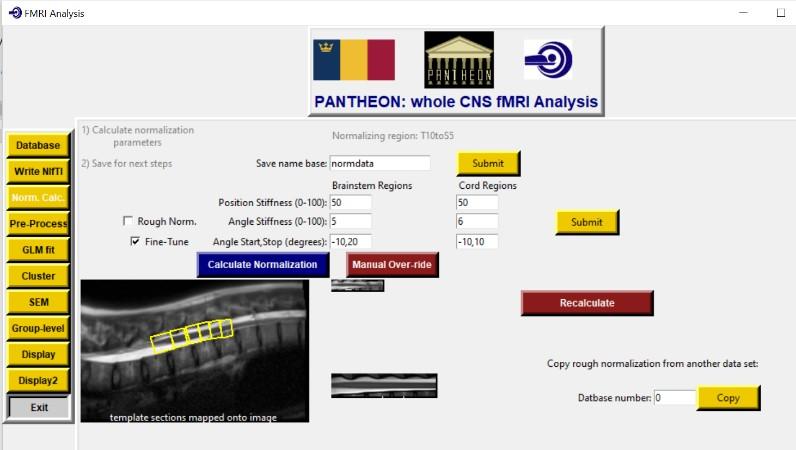 FMRI Analysis
PANTHEON
PANTHEON: whole CNS fMRI Analysis
1) Calculate normalization
parameters
Normalizing region: T10toS5
2) Save for next steps
Save name base: normdata
Submit
Brainstem Regions
Cord Regions
Position Stiffness (0-100): 50
50
Rough Norm.
Angle Stiffness (0-100): 5
6
Submit
Fine-Tune
Angle Start,Stop (degrees): -10,20
-10,10
Calculate Normalization
Manual Over-ride
Recalculate
Copy rough normalization from another data set:
Datbase number: 0
Copy
template sections mapped onto image
Database
Write NIfTI
Norm. Calc.
Pre-Process
GLM fit
Cluster
SEM
Group-level
Display
Display2
Exit